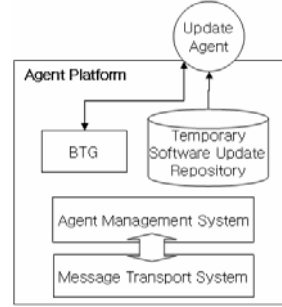 Update
Agent
Agent Platform
BTG
Temporary
Software Update
Repository
Agent Management System
Message Transport System